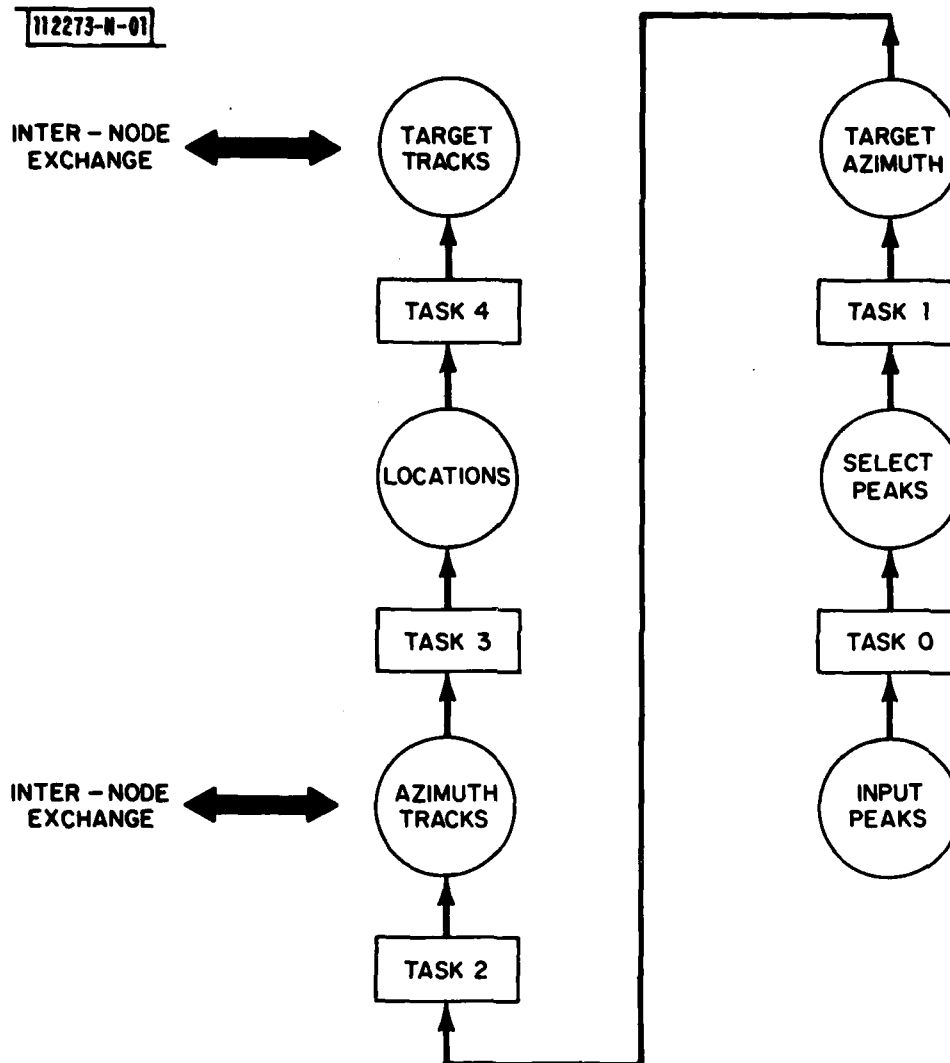 112273-N-01
INTER-NODE
EXCHANGE
TARGET
TRACKS
TASK 4
LOCATIONS
TASK 3
INTER-NODE
EXCHANGE
AZIMUTH
TRACKS
TASK 2
TARGET
AZIMUTH
TASK 1
SELECT
PEAKS
TASK 0
INPUT
PEAKS